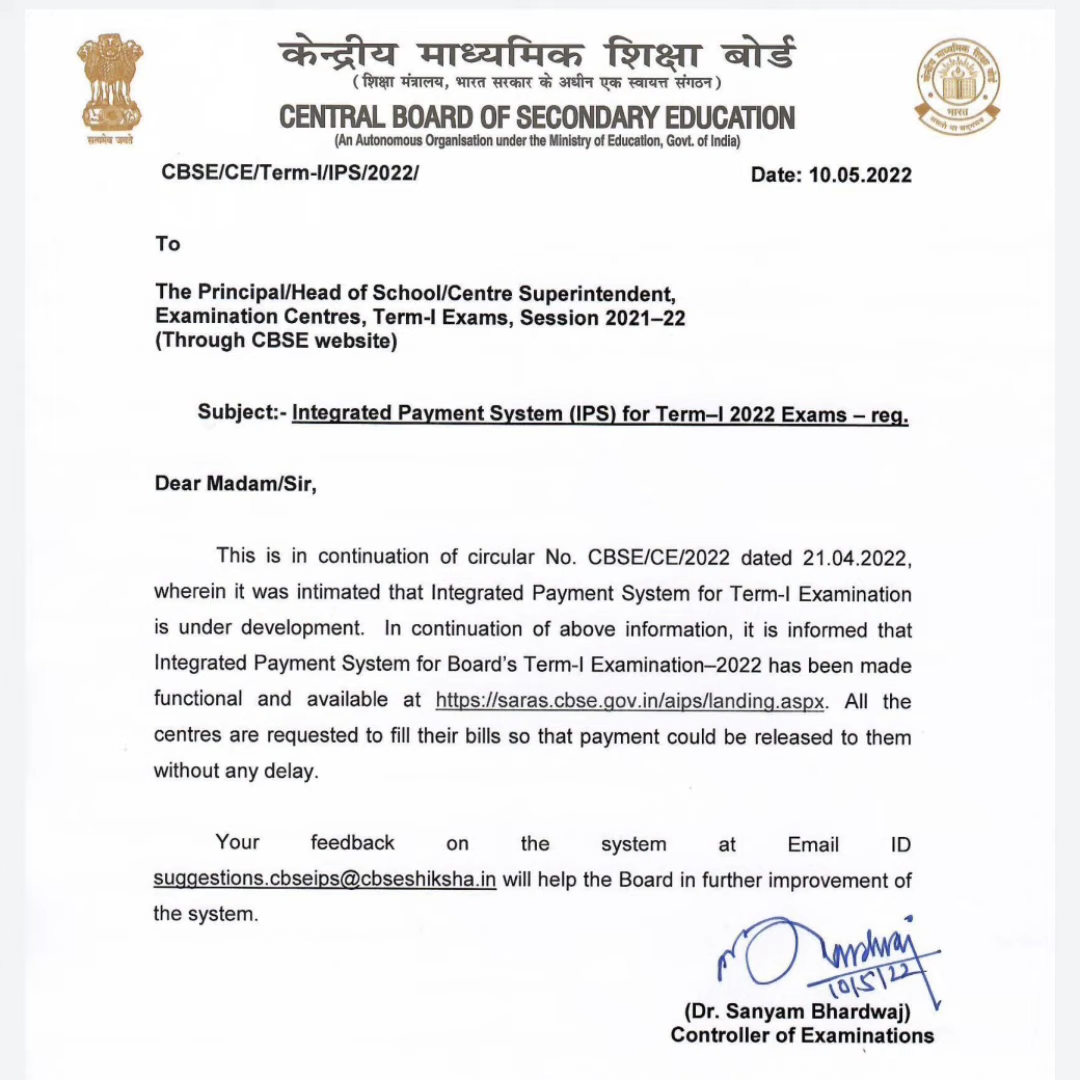 केन्द्रीय माध्यमिक शिक्षा बोर्ड
(शिक्षा मंत्रालय, भारत सरकार के अधीन एक स्वायत्त संगठन)
CENTRAL BOARD OF SECONDARY EDUCATION
(An Autonomous Organisation under the Ministry of Education, Govt. of India)
सत्यमेव जयते
भारत
CBSE/CE/Term-I/IPS/2022/ Date: 10.05.2022
To
The Principal/Head of School/Centre Superintendent,
Examination Centres, Term-I Exams, Session 2021–22
(Through CBSE website)
Subject:- Integrated Payment System (IPS) for Term–I 2022 Exams – reg.
Dear Madam/Sir,
This is in continuation of circular No. CBSE/CE/2022 dated 21.04.2022,
wherein it was intimated that Integrated Payment System for Term-I Examination
is under development. In continuation of above information, it is informed that
Integrated Payment System for Board's Term-I Examination–2022 has been made
functional and available at https://saras.cbse.gov.in/aips/landing.aspx. All the
centres are requested to fill their bills so that payment could be released to them
without any delay.
Your feedback on the system at Email ID
suggestions.cbseips@cbseshiksha.in will help the Board in further improvement of
the system.
10/5/22
(Dr. Sanyam Bhardwaj)
Controller of Examinations